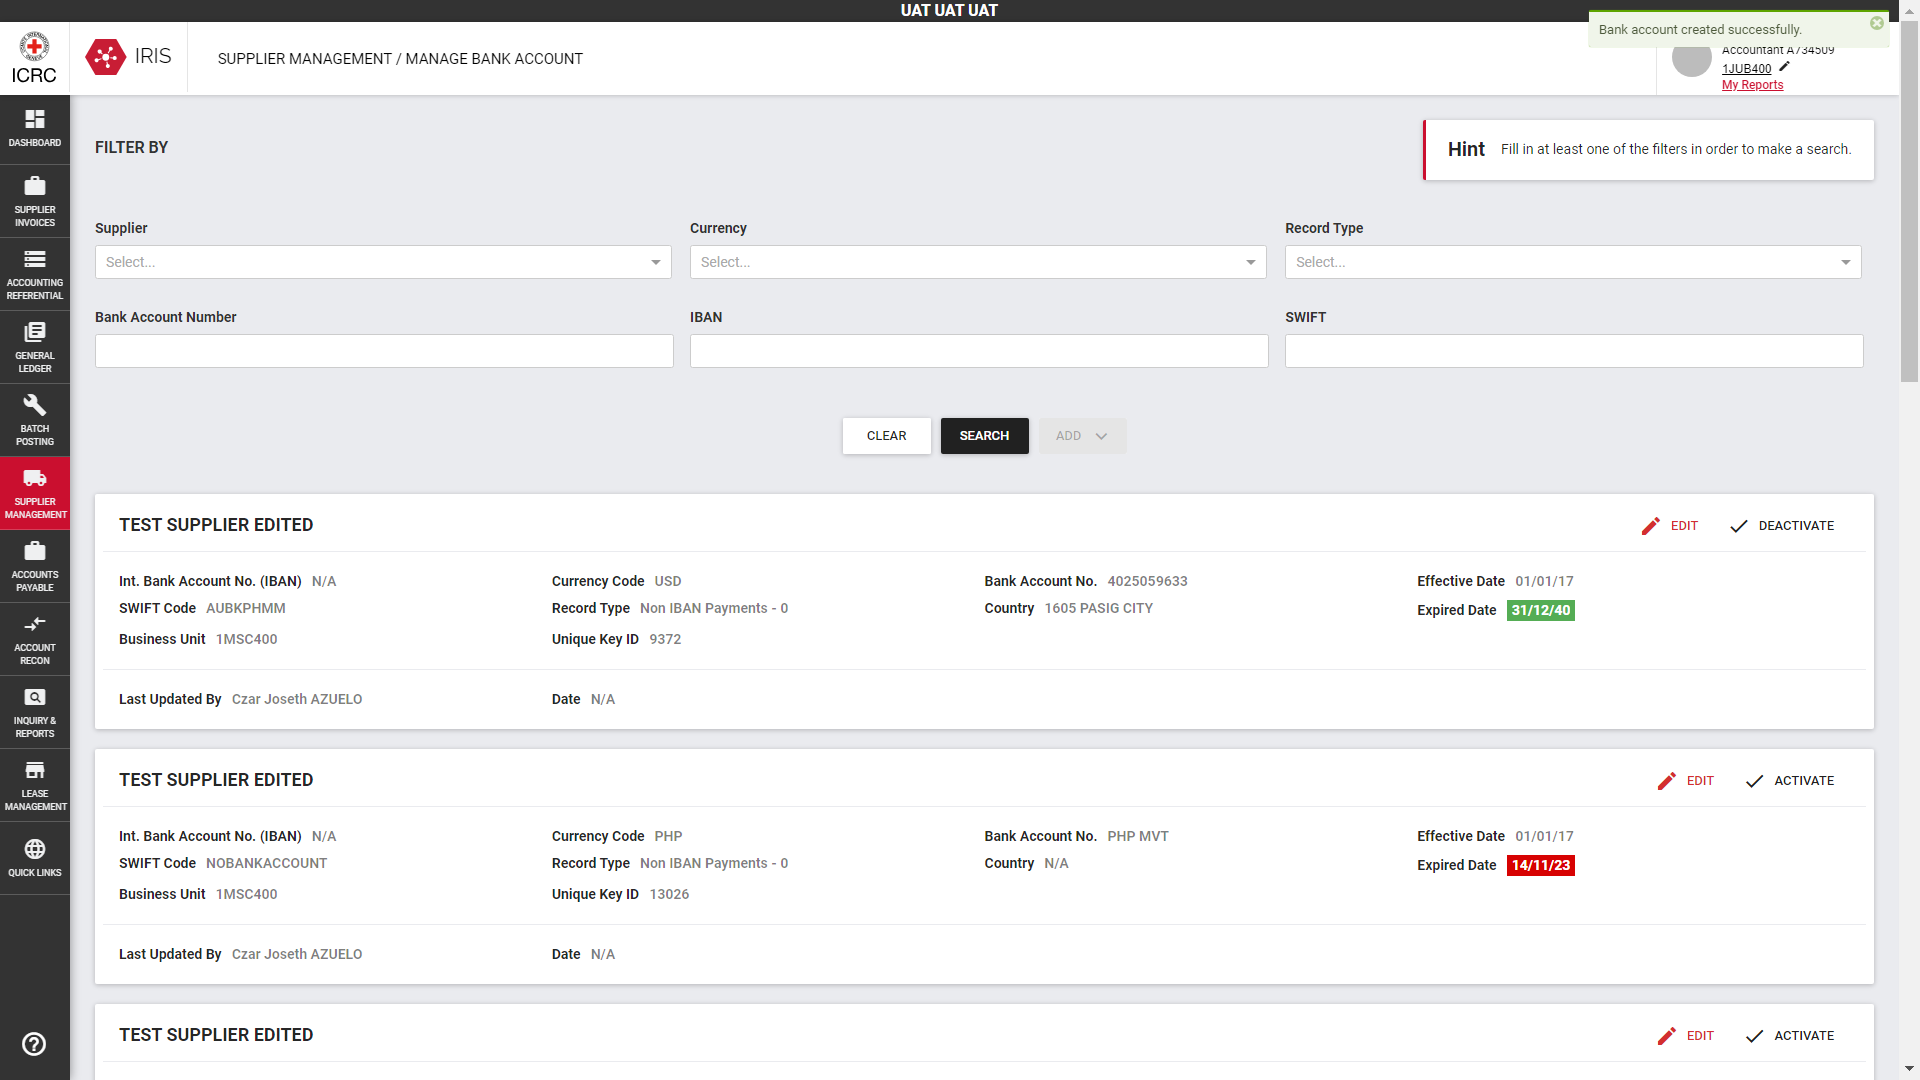 UAT UAT UAT
Bank account created successfully.
ICRC
IRIS
SUPPLIER MANAGEMENT / MANAGE BANK ACCOUNT
Accountant A734509
1JUB400
My Reports
DASHBOARD
SUPPLIER
INVOICES
ACCOUNTING
REFERENTIAL
GENERAL
LEDGER
BATCH
POSTING
SUPPLIER
MANAGEMENT
ACCOUNTS
PAYABLE
ACCOUNT
RECON
INQUIRY &
REPORTS
LEASE
MANAGEMENT
QUICK LINKS
FILTER BY
Hint Fill in at least one of the filters in order to make a search.
Supplier Currency Record Type
Select... Select... Select...
Bank Account Number IBAN SWIFT
CLEAR SEARCH ADD
TEST SUPPLIER EDITED EDIT DEACTIVATE
Int. Bank Account No. (IBAN) N/A Currency Code USD Bank Account No. 4025059633 Effective Date 01/01/17
SWIFT Code AUBKPHMM Record Type Non IBAN Payments - 0 Country 1605 PASIG CITY Expired Date 31/12/40
Business Unit 1MSC400 Unique Key ID 9372
Last Updated By Czar Joseth AZUELO Date N/A
TEST SUPPLIER EDITED EDIT ACTIVATE
Int. Bank Account No. (IBAN) N/A Currency Code PHP Bank Account No. PHP MVT Effective Date 01/01/17
SWIFT Code NOBANKACCOUNT Record Type Non IBAN Payments - 0 Country N/A Expired Date 14/11/23
Business Unit 1MSC400 Unique Key ID 13026
Last Updated By Czar Joseth AZUELO Date N/A
TEST SUPPLIER EDITED EDIT ACTIVATE